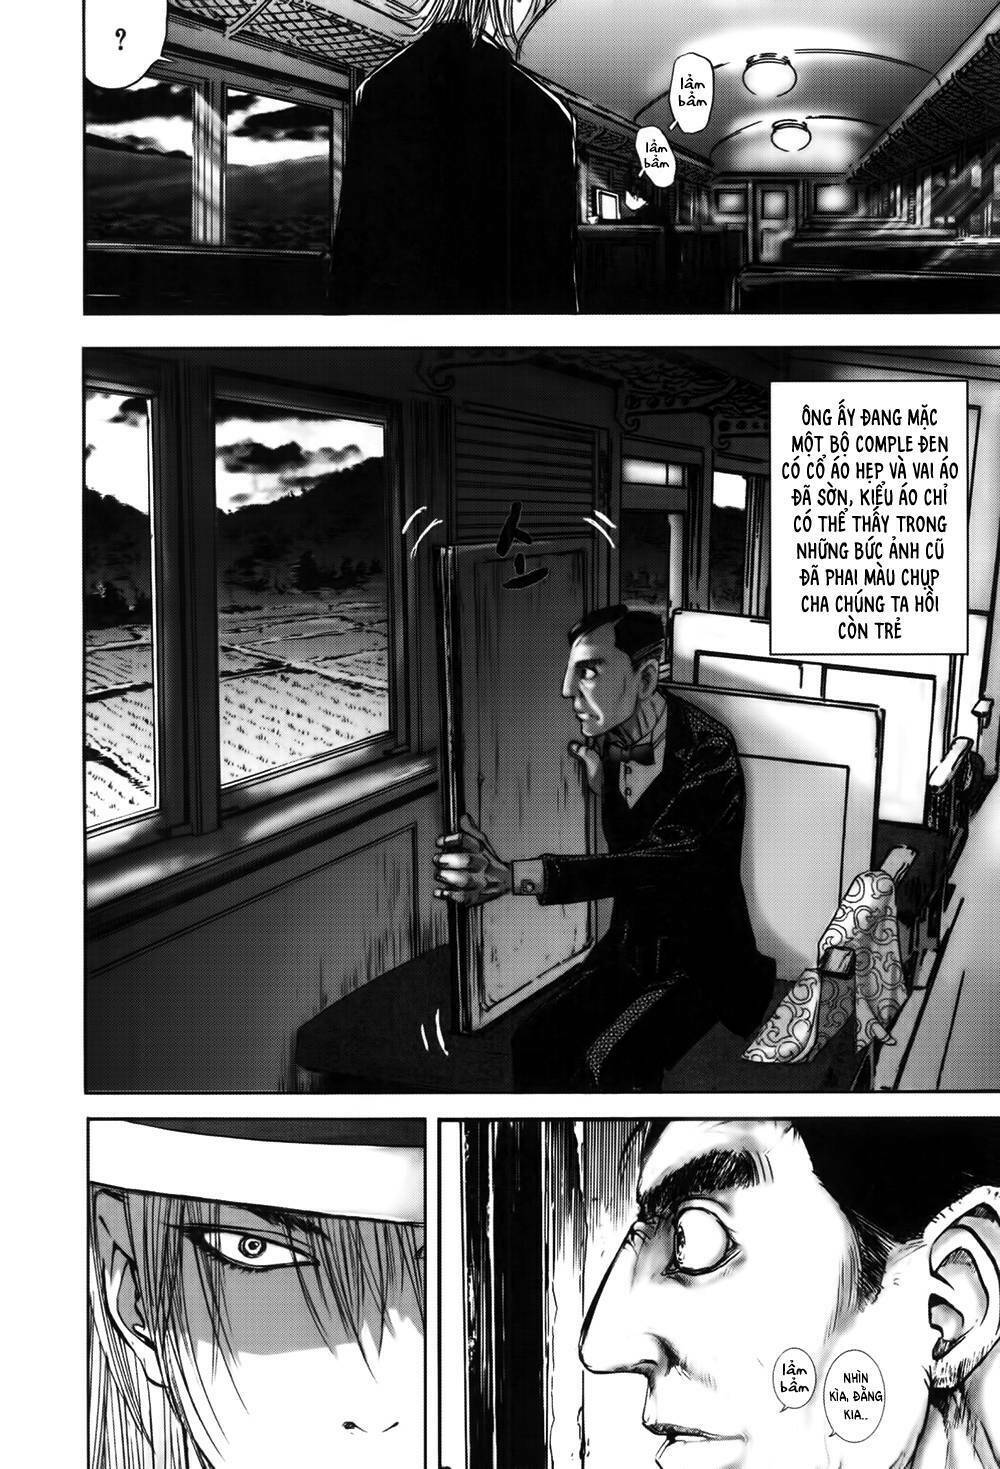 ?
lẩm
bẩm
lẩm
bẩm
ÔNG ẤY ĐANG MẶC
MỘT BỘ COMPLE ĐEN
CÓ CỔ ÁO HẸP VÀ VAI ÁO
ĐÃ SỜN, KIỂU ÁO CHỈ
CÓ THỂ THẤY TRONG
NHỮNG BỨC ẢNH CŨ
ĐÃ PHAI MÀU CHỤP
CHA CHÚNG TA HỒI
CÒN TRẺ
lẩm
bẩm
NHÌN
KÌA, ĐẰNG
KIA..